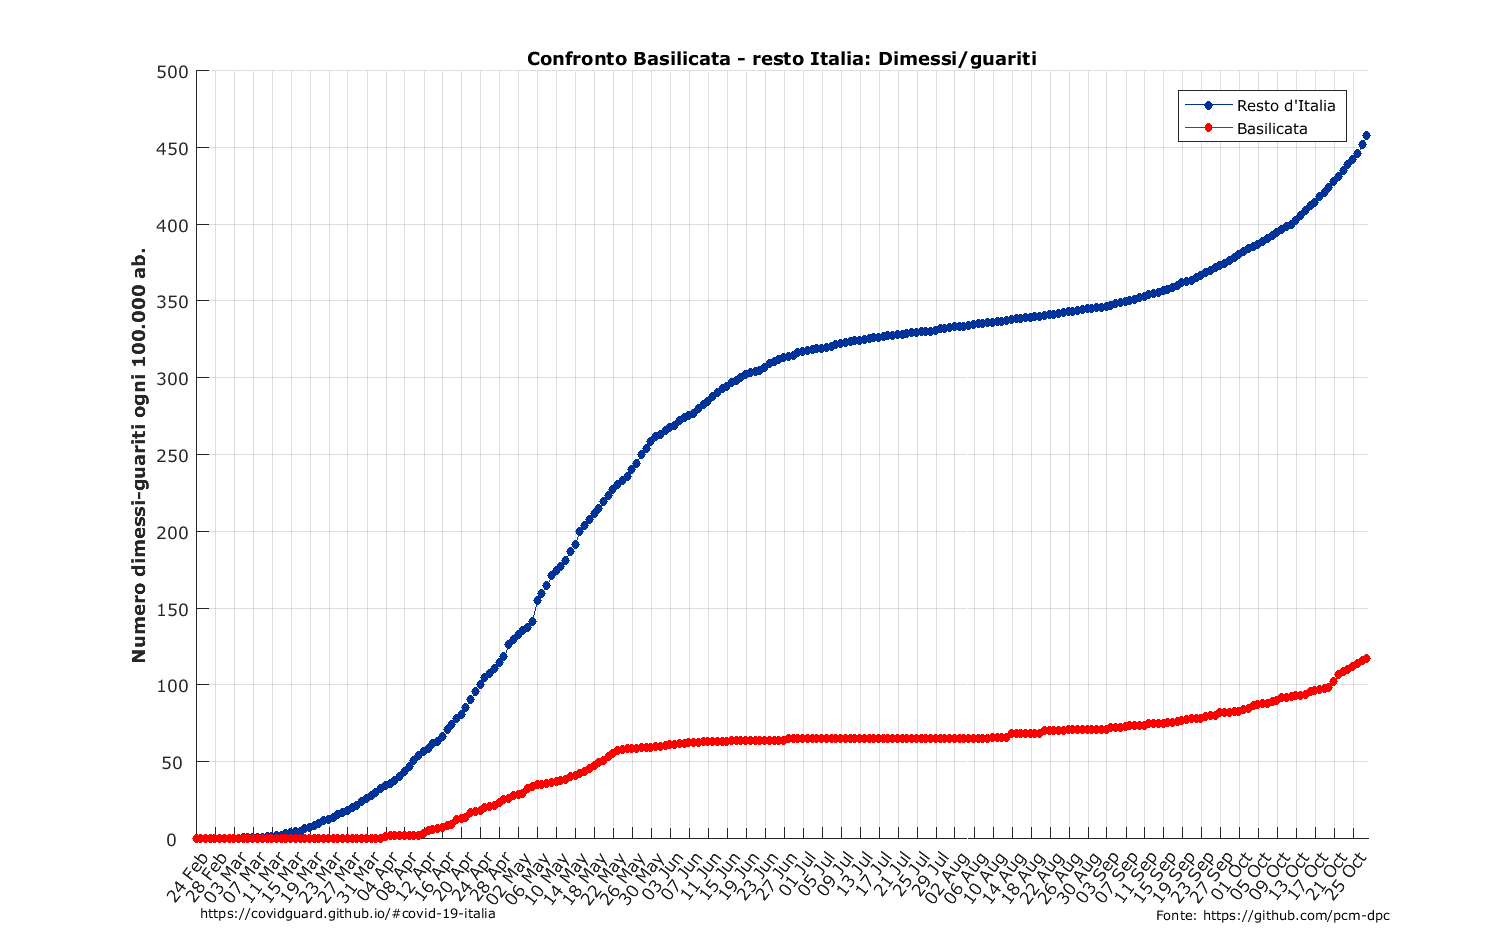 Confronto Basilicata - resto Italia: Dimessi/guariti
Resto d'Italia
Basilicata
Numero dimessi-guariti ogni 100.000 ab.
500
450
400
350
300
250
200
150
100
50
0
24 Feb
28 Feb
03 Mar
07 Mar
11 Mar
15 Mar
19 Mar
23 Mar
27 Mar
31 Mar
04 Apr
08 Apr
12 Apr
16 Apr
20 Apr
24 Apr
28 Apr
02 May
06 May
10 May
14 May
18 May
22 May
26 May
30 May
03 Jun
07 Jun
11 Jun
15 Jun
19 Jun
23 Jun
27 Jun
01 Jul
05 Jul
09 Jul
13 Jul
17 Jul
21 Jul
25 Jul
29 Jul
02 Aug
06 Aug
10 Aug
14 Aug
18 Aug
22 Aug
26 Aug
30 Aug
03 Sep
07 Sep
11 Sep
15 Sep
19 Sep
23 Sep
27 Sep
01 Oct
05 Oct
09 Oct
13 Oct
17 Oct
21 Oct
25 Oct
https://covidguard.github.io/#covid-19-italia
Fonte: https://github.com/pcm-dpc